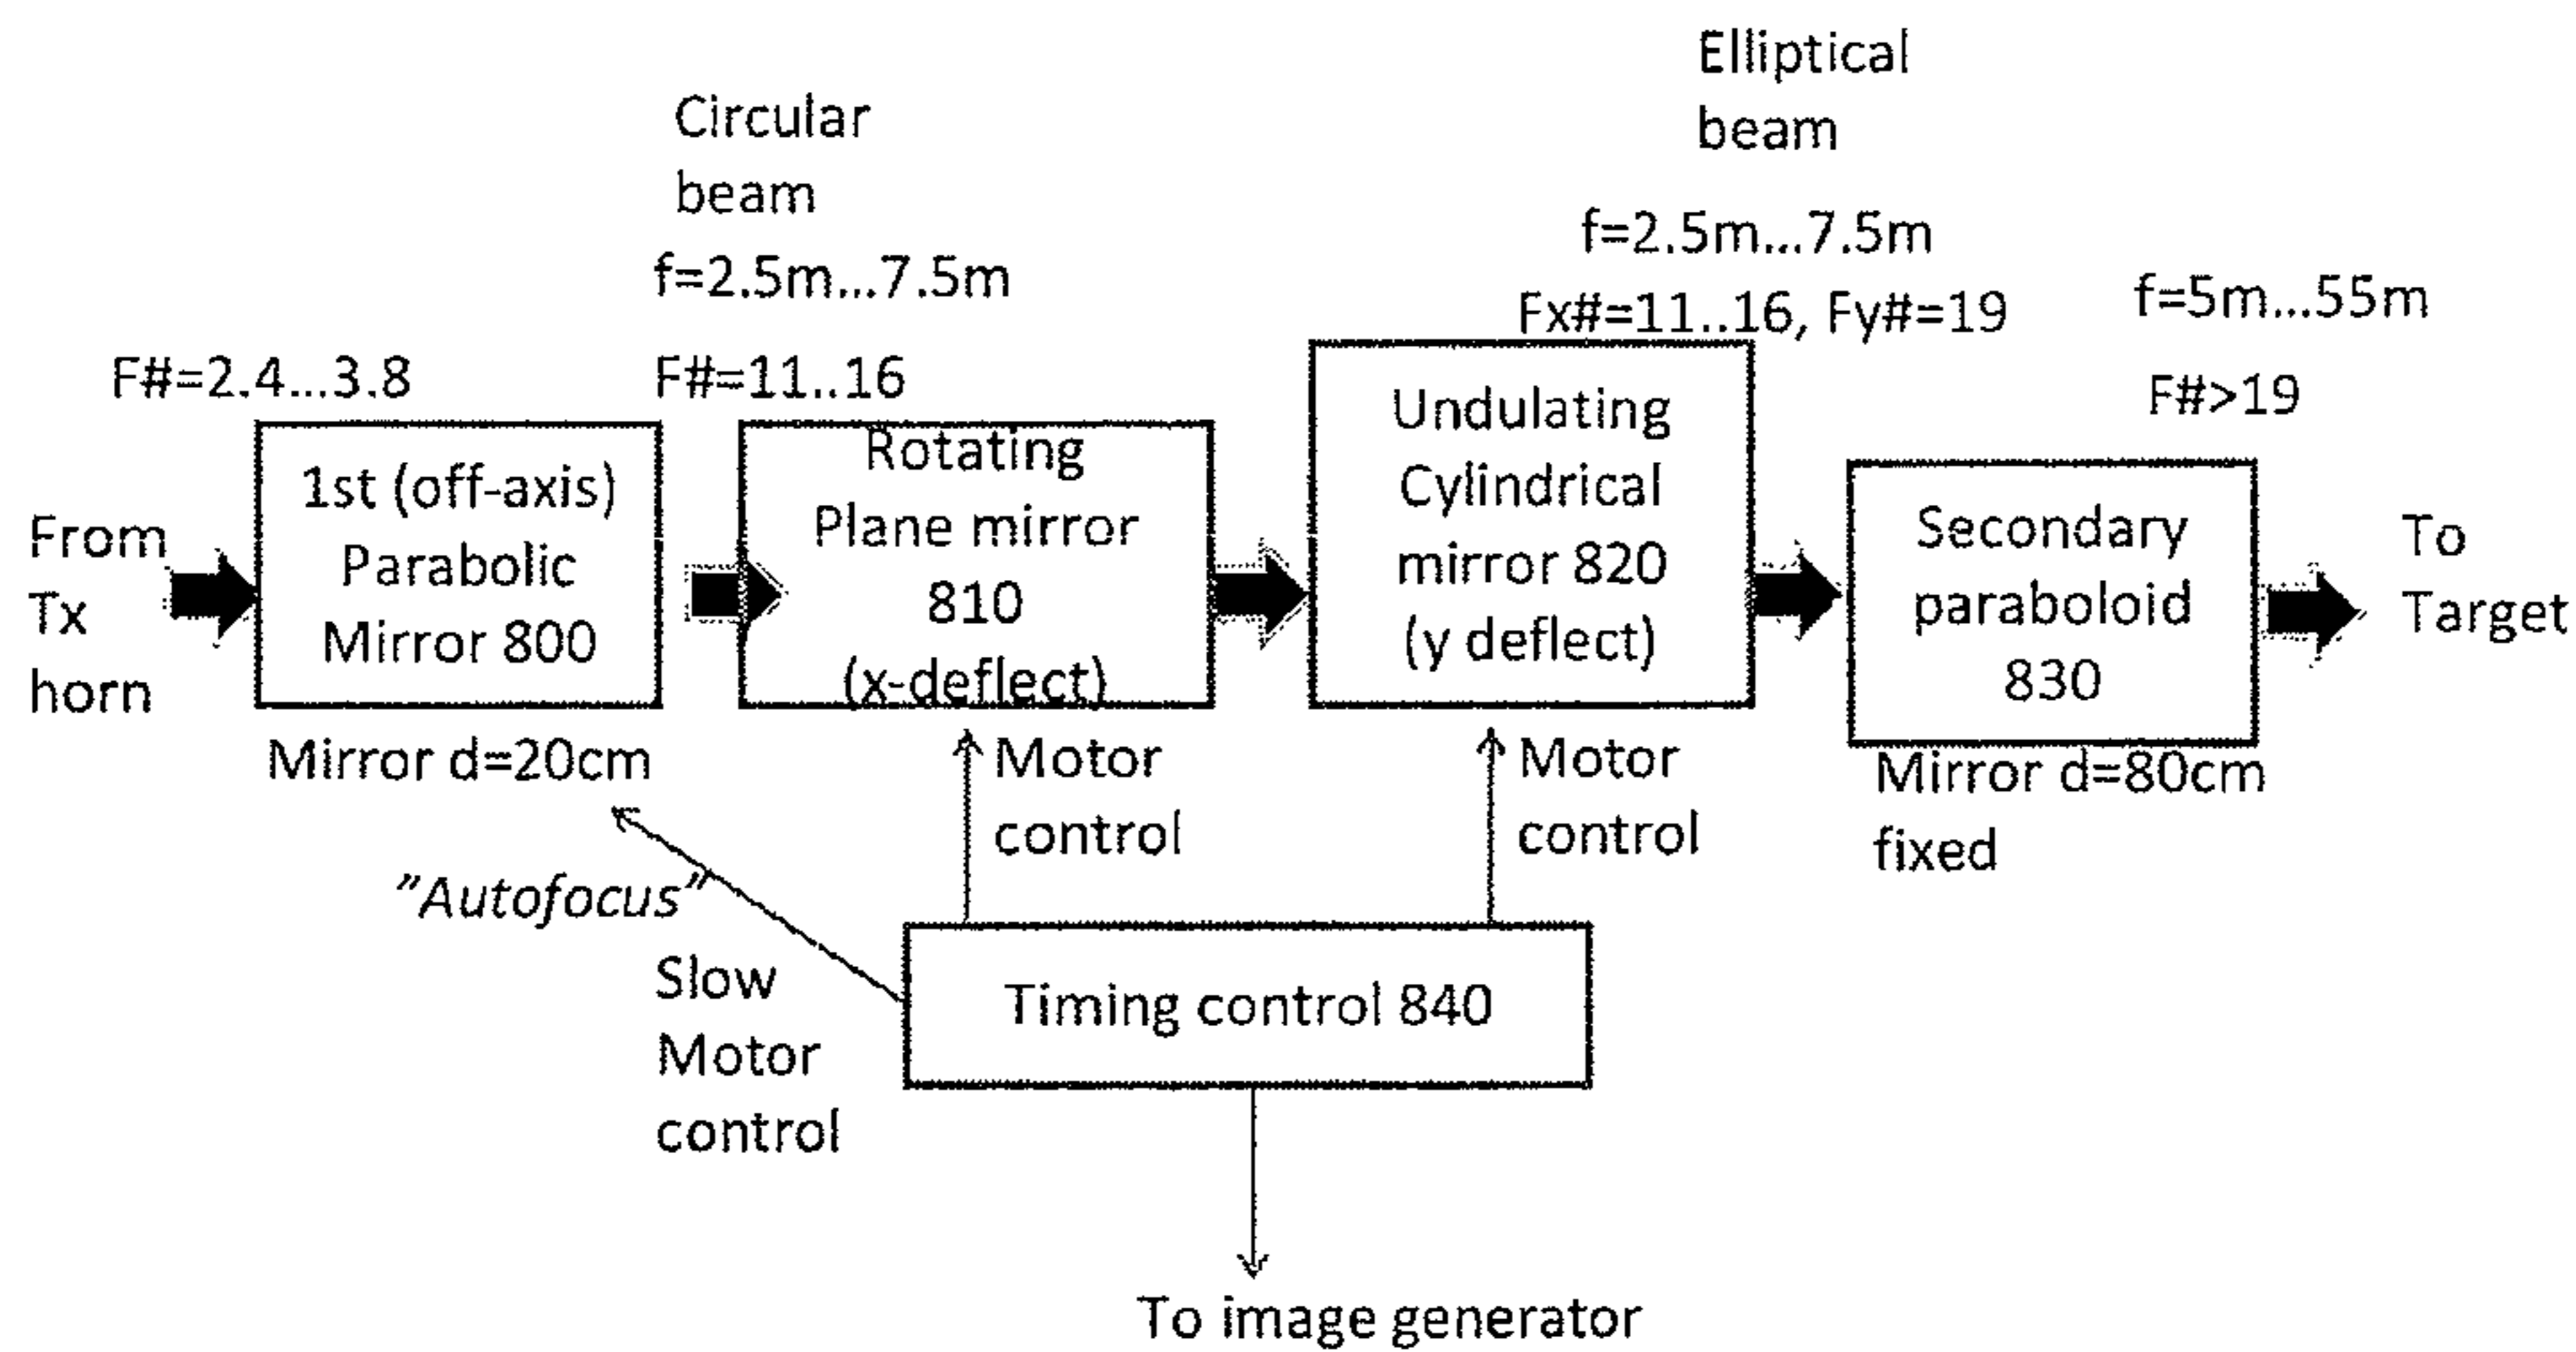 Elliptical
beam
Circular
beam
f=2.5m...7.5m
f=2.5m...7.5m
Fx#=11..16, Fy#=19
f=5m...55m
F#=2.4...3.8
F#=11..16
F#>19
From
Tx
horn
1st (off-axis)
Parabolic
Mirror 800
Rotating
Plane mirror
810
(x-deflect)
Undulating
Cylindrical
mirror 820
(y deflect)
Secondary
paraboloid
830
To
Target
Mirror d=20cm
Motor
control
Motor
control
Mirror d=80cm
fixed
"Autofocus"
Slow
Motor
control
Timing control 840
To image generator